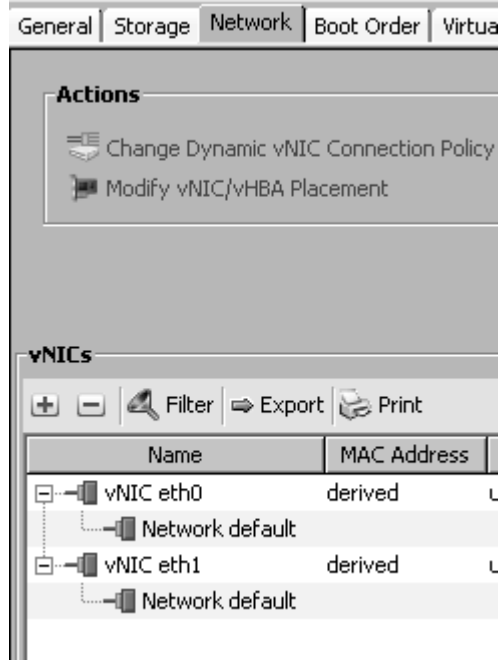 General Storage Network Boot Order Virtua
Actions
Change Dynamic vNIC Connection Policy
Modify vNIC/vHBA Placement
vNICs
Filter Export Print
Name MAC Address
vNIC eth0 derived u
Network default
vNIC eth1 derived u
Network default